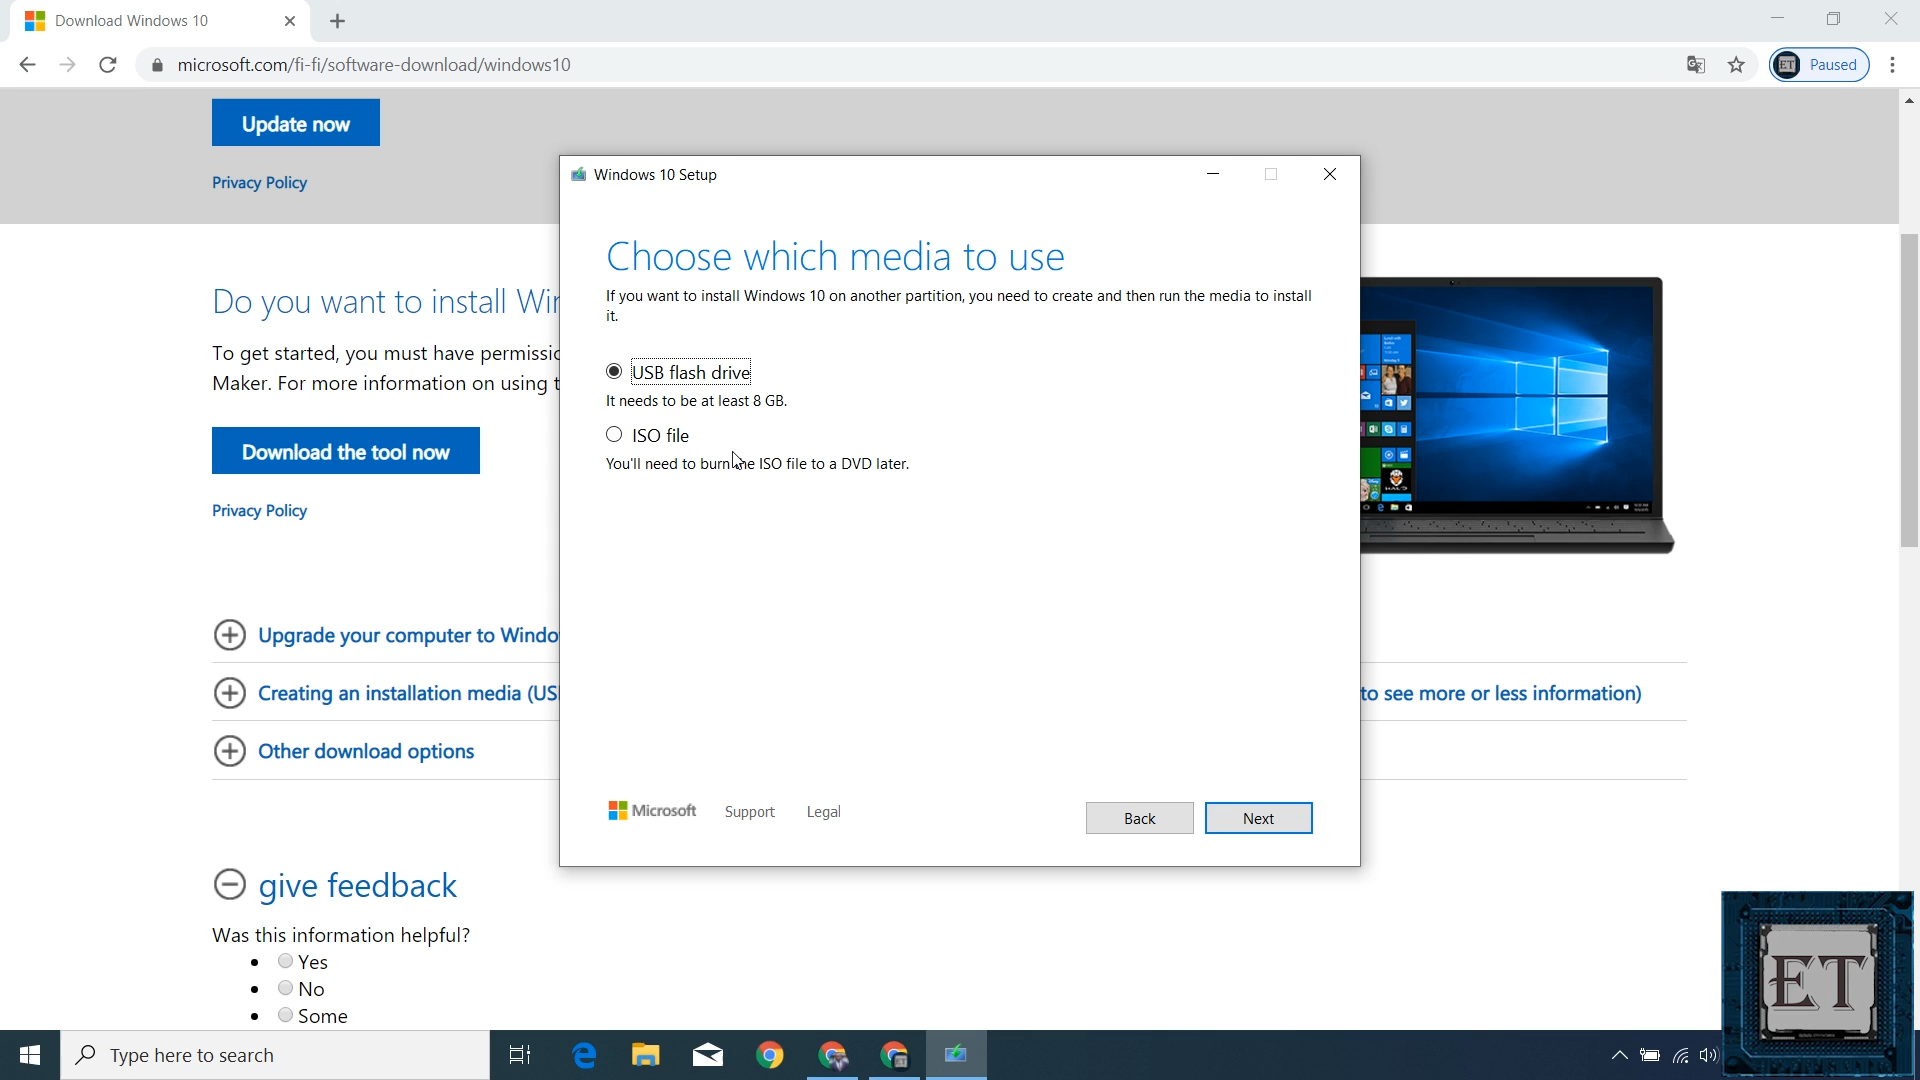 Download Windows 10
microsoft.com/fi-fi/software-download/windows10
ET
Paused
Update now
Privacy Policy
Windows 10 Setup
Choose which media to use
If you want to install Windows 10 on another partition, you need to create and then run the media to install
it.
USB flash drive
It needs to be at least 8 GB.
ISO file
You'll need to burn ISO file to a DVD later.
Microsoft
Support
Legal
Back
Next
Do you want to install
To get started, you must have
Maker. For more information on using
Download the tool now
Privacy Policy
Upgrade your computer to
Creating an installation media
to see more or less information)
Other download options
give feedback
Was this information helpful?
Yes
No
Some
Type here to search
ET